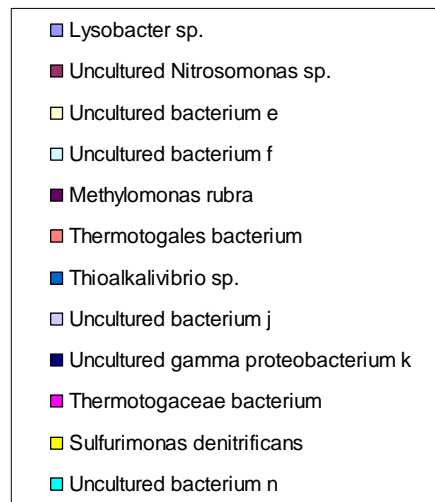 Lysobacter sp.
Uncultured Nitrosomonas sp.
Uncultured bacterium e
Uncultured bacterium f
Methylomonas rubra
Thermotogales bacterium
Thioalkalivibrio sp.
Uncultured bacterium j
Uncultured gamma proteobacterium k
Thermotogaceae bacterium
Sulfurimonas denitrificans
Uncultured bacterium n